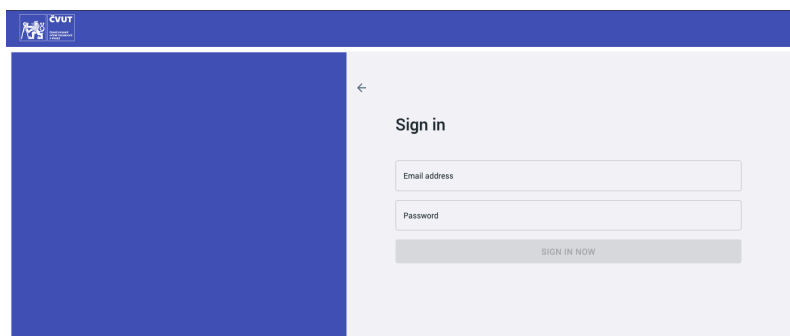 ČVUT
Sign in
Email address
Password
SIGN IN NOW